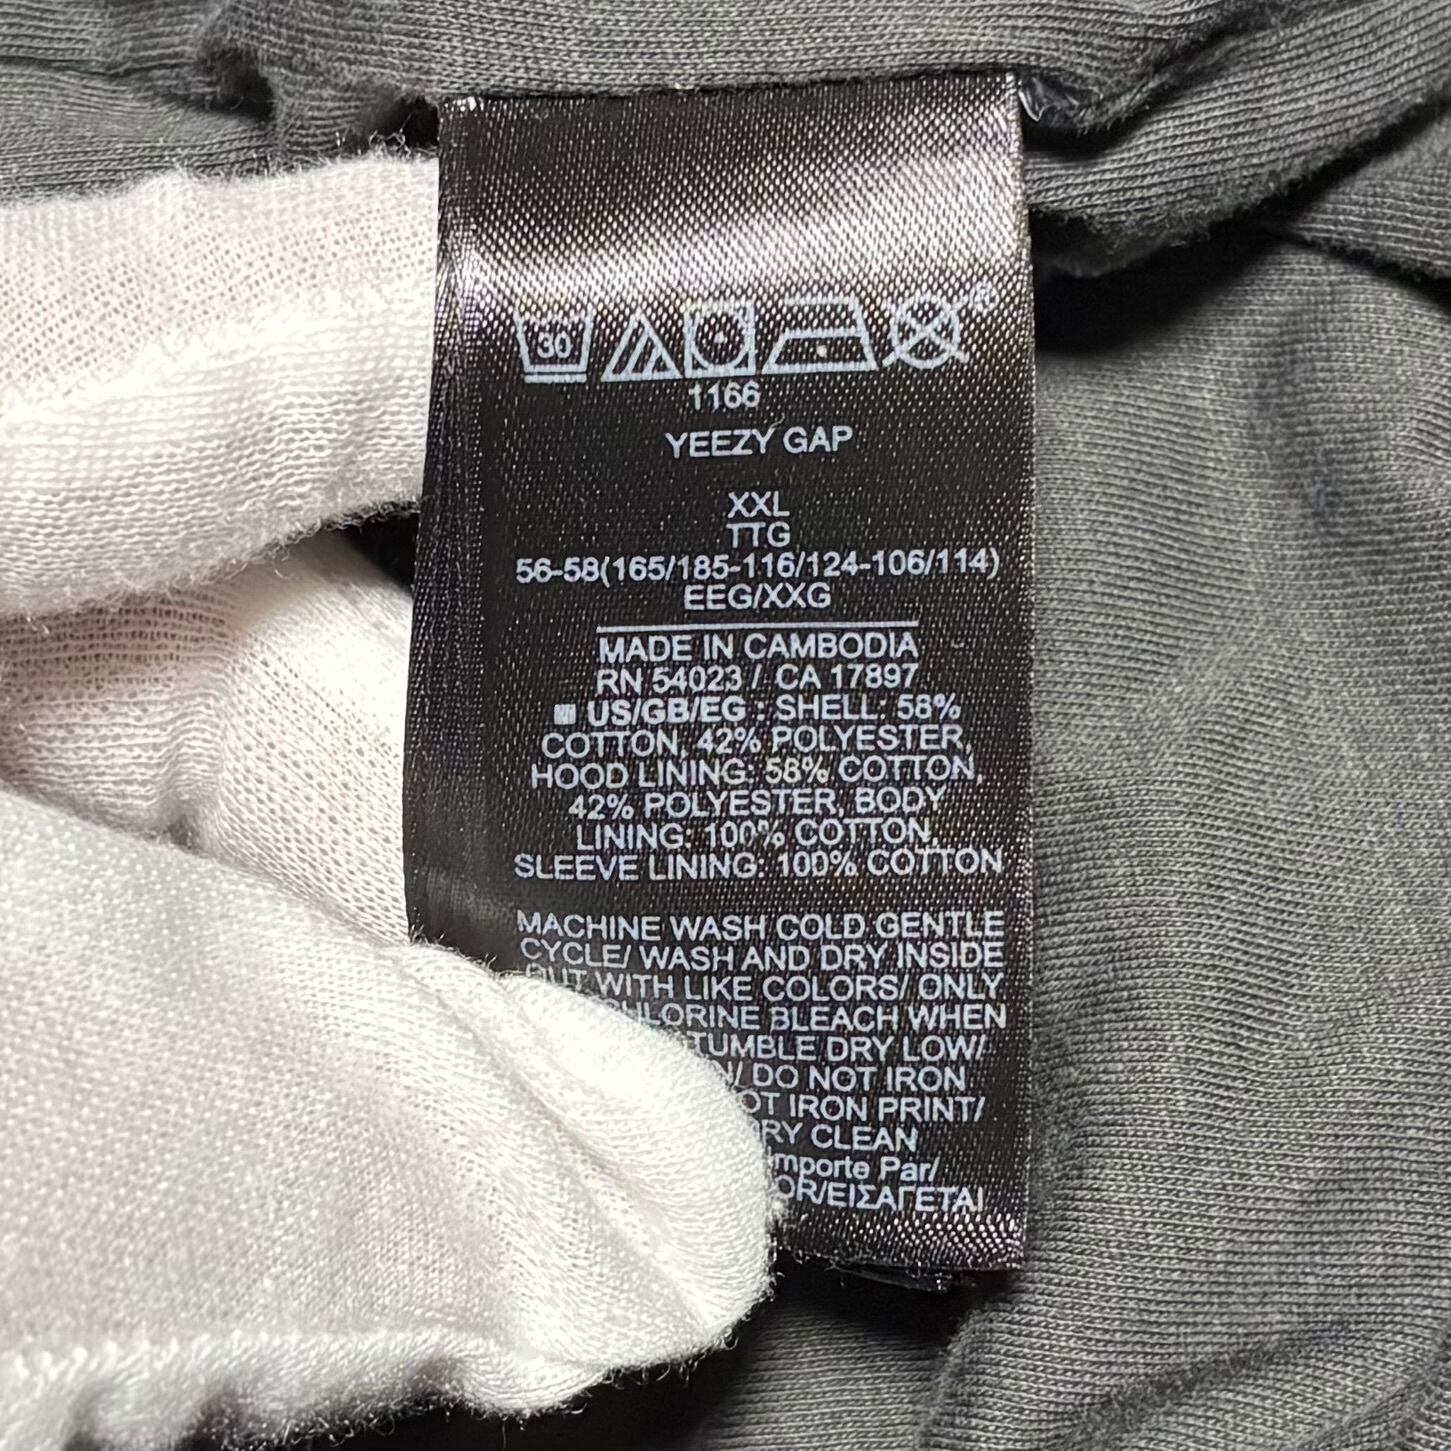 30
1166
YEEZY GAP
XXL
TTG
56-58(165/185-116/124-106/114)
EEG/XXG
MADE IN CAMBODIA
RN 54023 / CA 17897
US/GB/EG : SHELL: 58%
COTTON, 42% POLYESTER,
HOOD LINING: 58% COTTON,
42% POLYESTER, BODY
LINING: 100% COTTON,
SLEEVE LINING: 100% COTTON
MACHINE WASH COLD GENTLE
CYCLE/ WASH AND DRY INSIDE
OUT WITH LIKE COLORS/ ONLY
CHLORINE BLEACH WHEN
TUMBLE DRY LOW/
DO NOT IRON
IRON PRINT/
CLEAN
Par/
ΕΙΣΑΓΕΤΑΙ